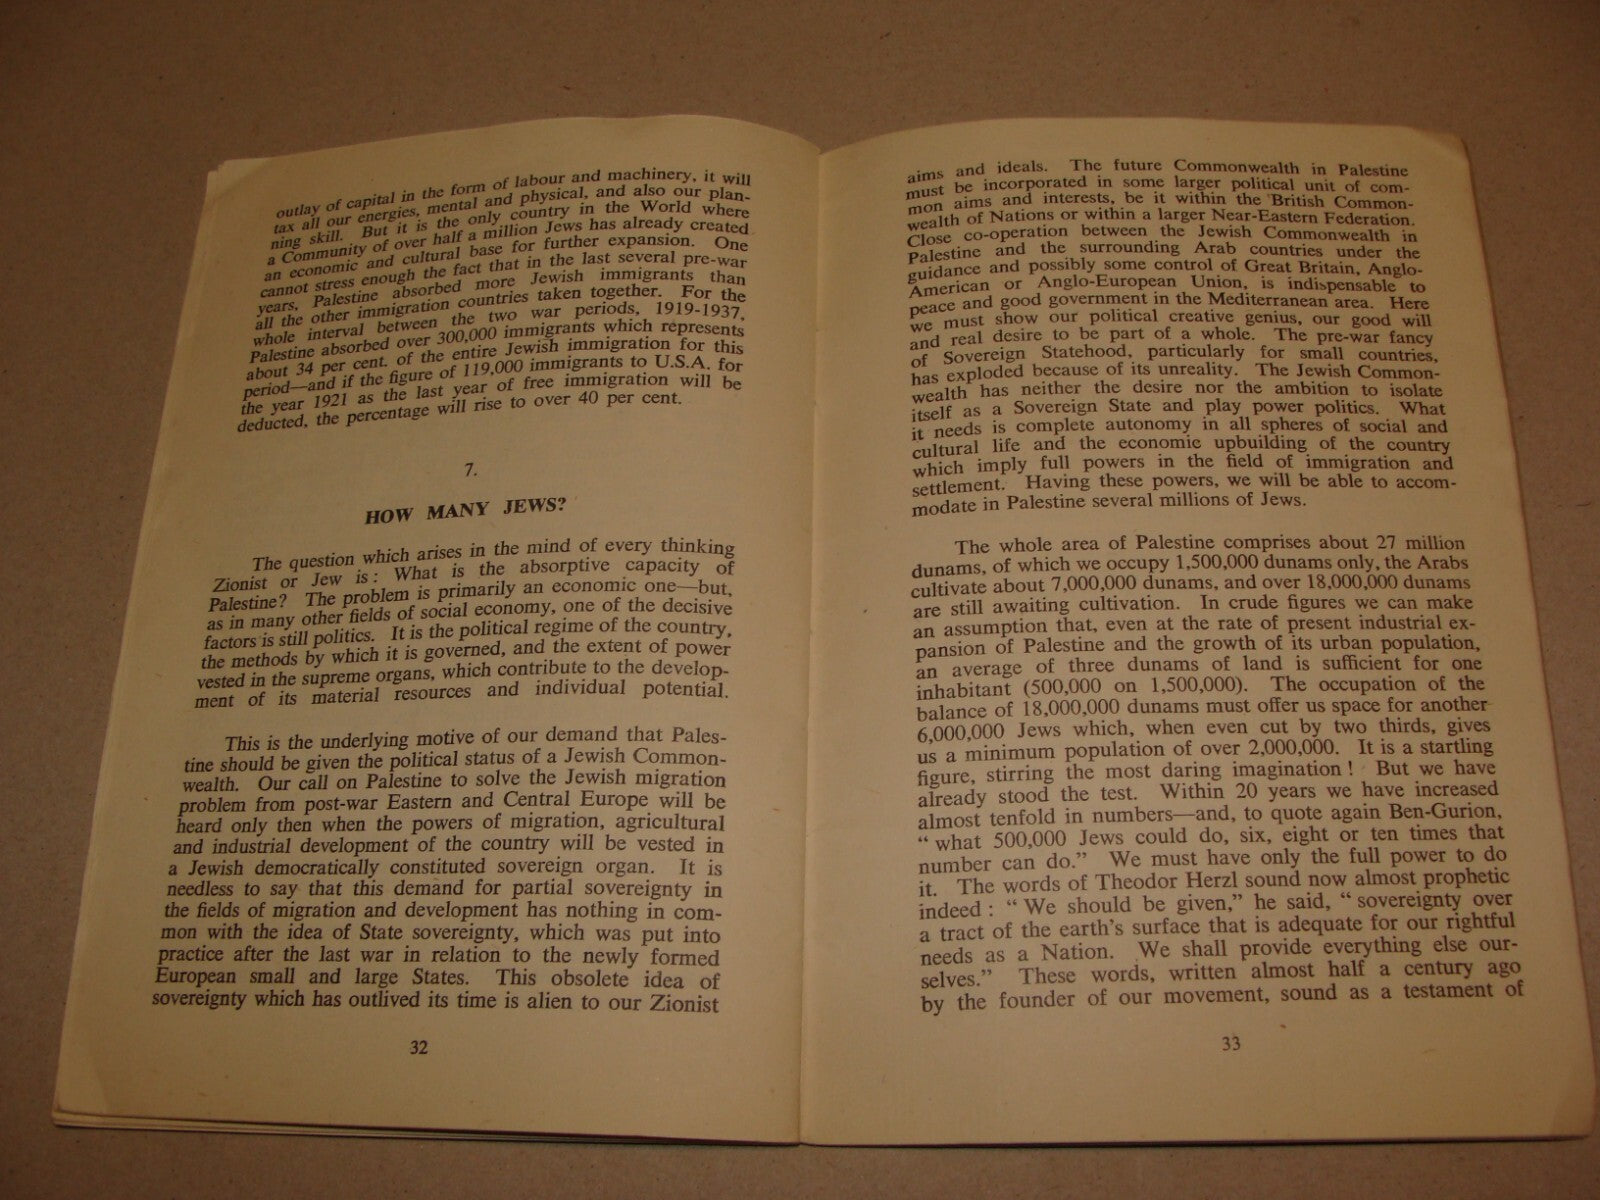 outlay of capital in the form of labour and machinery, it will
tax all our energies, mental and physical, and also our plan-
ning skill. But it is the only country in the World where
a Community of over half a million Jews has already created
an economic and cultural base for further expansion. One
cannot stress enough the fact that in the last several pre-war
years, Palestine absorbed more Jewish immigrants than
all the other immigration countries taken together. For the
whole interval between the two war periods, 1919-1937,
Palestine absorbed over 300,000 immigrants which represents
about 34 per cent. of the entire Jewish immigration for this
period—and if the figure of 119,000 immigrants to U.S.A. for
the year 1921 as the last year of free immigration will be
deducted, the percentage will rise to over 40 per cent.
7.
HOW MANY JEWS?
The question which arises in the mind of every thinking
Zionist or Jew is: What is the absorptive capacity of
Palestine? The problem is primarily an economic one—but,
as in many other fields of social economy, one of the decisive
factors is still politics. It is the political regime of the country,
the methods by which it is governed, and the extent of power
vested in the supreme organs, which contribute to the develop-
ment of its material resources and individual potential.
This is the underlying motive of our demand that Pales-
tine should be given the political status of a Jewish Common-
wealth. Our call on Palestine to solve the Jewish migration
problem from post-war Eastern and Central Europe will be
heard only then when the powers of migration, agricultural
and industrial development of the country will be vested in
a Jewish democratically constituted sovereign organ. It is
needless to say that this demand for partial sovereignty in
the fields of migration and development has nothing in com-
mon with the idea of State sovereignty, which was put into
practice after the last war in relation to the newly formed
European small and large States. This obsolete idea of
sovereignty which has outlived its time is alien to our Zionist
32
aims and ideals. The future Commonwealth in Palestine
must be incorporated in some larger political unit of com-
mon aims and interests, be it within the British Common-
wealth of Nations or within a larger Near-Eastern Federation.
Close co-operation between the Jewish Commonwealth in
Palestine and the surrounding Arab countries under the
guidance and possibly some control of Great Britain, Anglo-
American or Anglo-European Union, is indispensable to
peace and good government in the Mediterranean area. Here
we must show our political creative genius, our good will
and real desire to be part of a whole. The pre-war fancy
of Sovereign Statehood, particularly for small countries,
has exploded because of its unreality. The Jewish Common-
wealth has neither the desire nor the ambition to isolate
itself as a Sovereign State and play power politics. What
it needs is complete autonomy in all spheres of social and
cultural life and the economic upbuilding of the country
which imply full powers in the field of immigration and
settlement. Having these powers, we will be able to accom-
modate in Palestine several millions of Jews.
The whole area of Palestine comprises about 27 million
dunams, of which we occupy 1,500,000 dunams only, the Arabs
cultivate about 7,000,000 dunams, and over 18,000,000 dunams
are still awaiting cultivation. In crude figures we can make
an assumption that, even at the rate of present industrial ex-
pansion of Palestine and the growth of its urban population,
an average of three dunams of land is sufficient for one
inhabitant (500,000 on 1,500,000). The occupation of the
balance of 18,000,000 dunams must offer us space for another
6,000,000 Jews which, when even cut by two thirds, gives
us a minimum population of over 2,000,000. It is a startling
figure, stirring the most daring imagination! But we have
already stood the test. Within 20 years we have increased
almost tenfold in numbers—and, to quote again Ben-Gurion,
“ what 500,000 Jews could do, six, eight or ten times that
number can do.” We must have only the full power to do
it. The words of Theodor Herzl sound now almost prophetic
indeed: “ We should be given,” he said, “ sovereignty over
a tract of the earth's surface that is adequate for our rightful
needs as a Nation. We shall provide everything else our-
selves.” These words, written almost half a century ago
by the founder of our movement, sound as a testament of
33